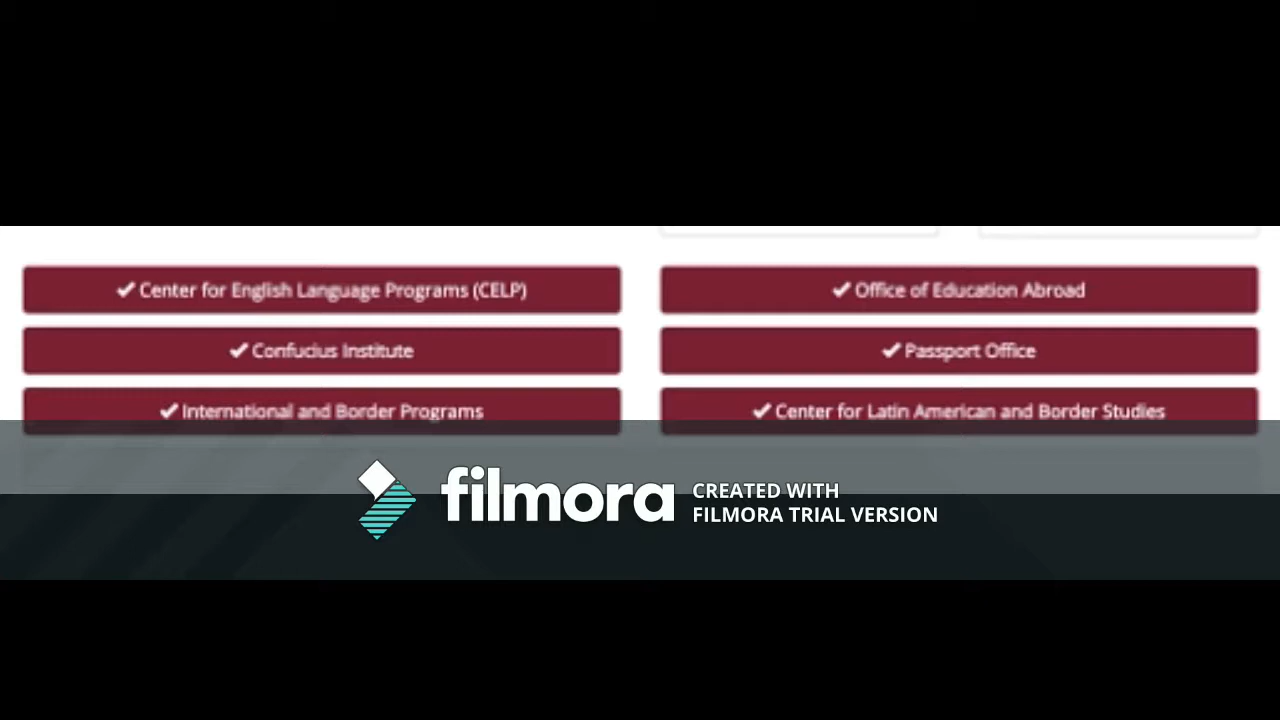 ✔ Center for English Language Programs (CELP)
✔ Office of Education Abroad
✔ Confucius Institute
✔ Passport Office
✔ International and Border Programs
✔ Center for Latin American and Border Studies
filmora
CREATED WITH
FILMORA TRIAL VERSION